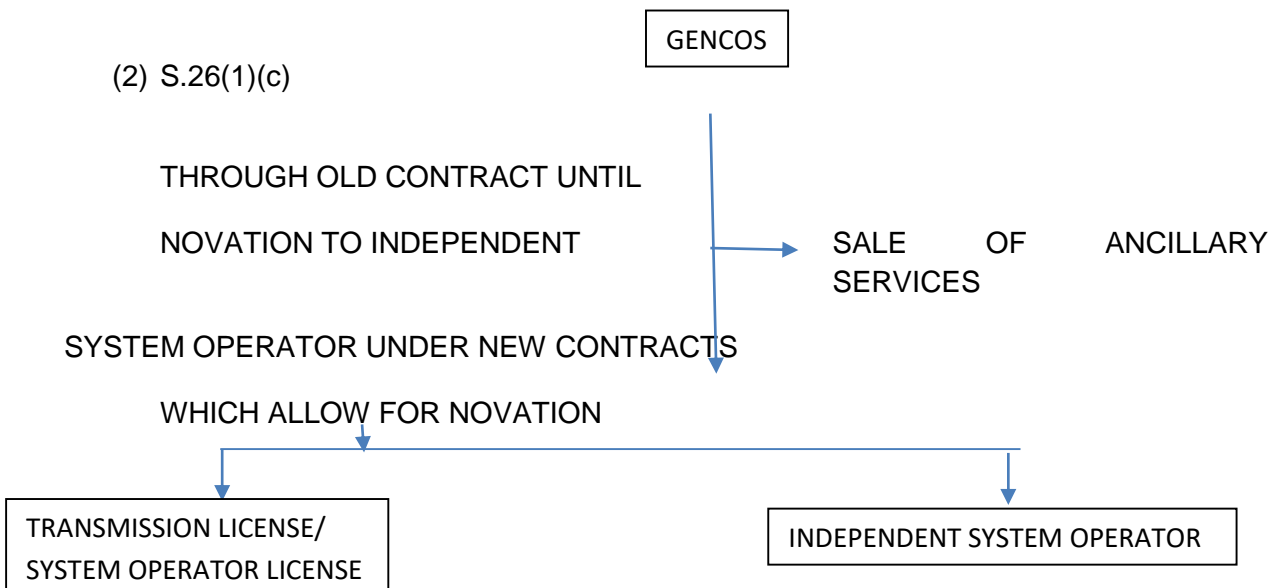 GENCOS
(2) S.26(1)(c)
THROUGH OLD CONTRACT UNTIL
NOVATION TO INDEPENDENT
SALE OF ANCILLARY
SERVICES
SYSTEM OPERATOR UNDER NEW CONTRACTS
WHICH ALLOW FOR NOVATION
TRANSMISSION LICENSE/
SYSTEM OPERATOR LICENSE
INDEPENDENT SYSTEM OPERATOR